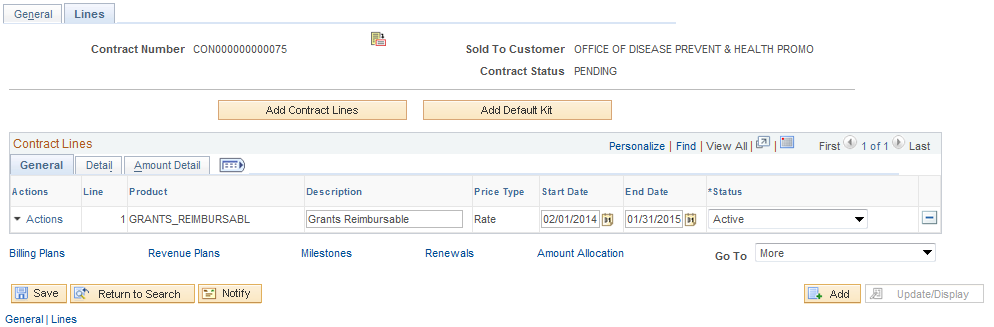 General Lines
Contract Number CON000000000075 Sold To Customer OFFICE OF DISEASE PREVENT & HEALTH PROMO
Contract Status PENDING
Add Contract Lines Add Default Kit
Contract Lines Personalize | Find | View All | | First 1 of 1 Last
General Detail Amount Detail
Actions Line Product Description Price Type Start Date End Date *Status
Actions 1 GRANTS_REIMBURSABL Grants Reimbursable Rate 02/01/2014 31 01/31/2015 31 Active
Billing Plans Revenue Plans Milestones Renewals Amount Allocation Go To More
Save Return to Search Notify Add Update/Display
General | Lines